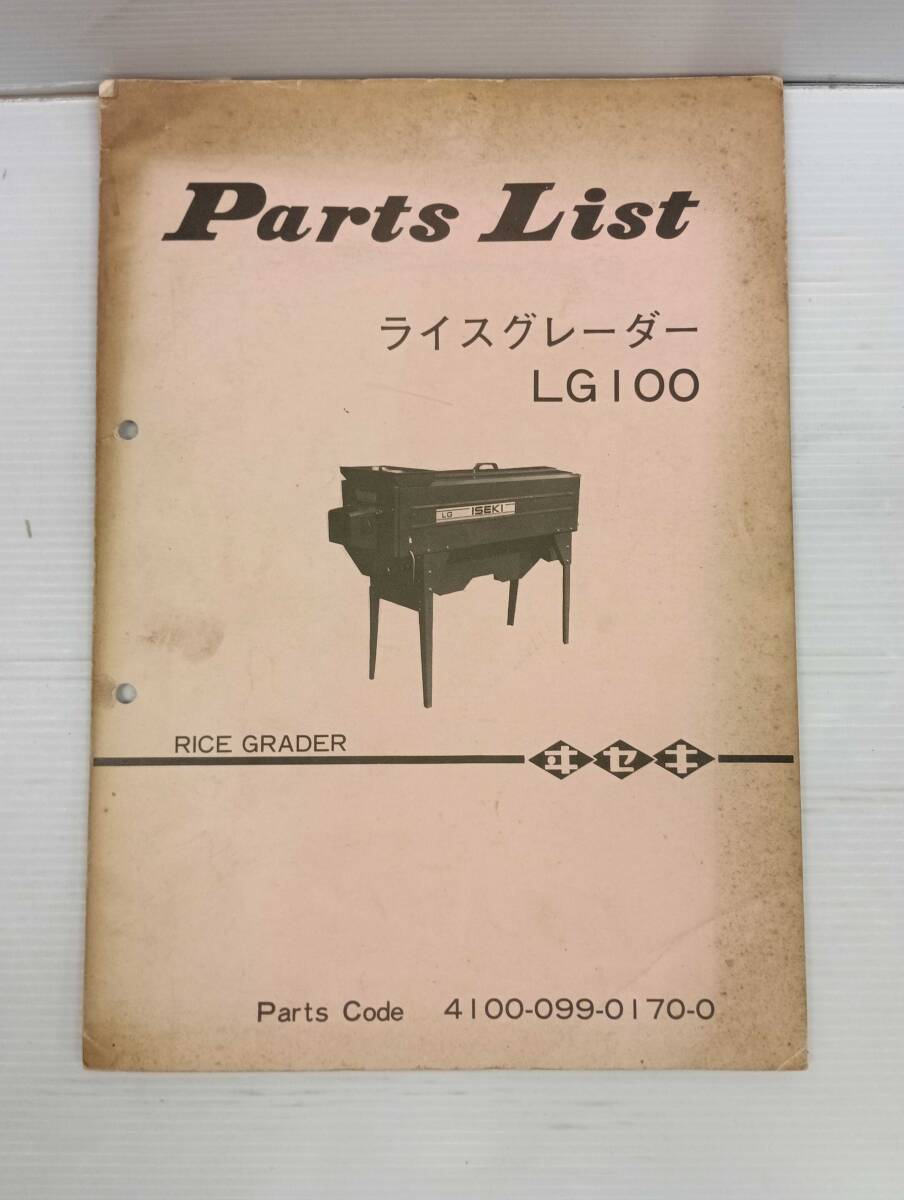 Parts List
ライスグレーダー
LG100
LG ISEKI
RICE GRADER
ヰセキ
Parts Code 4100-099-0170-0